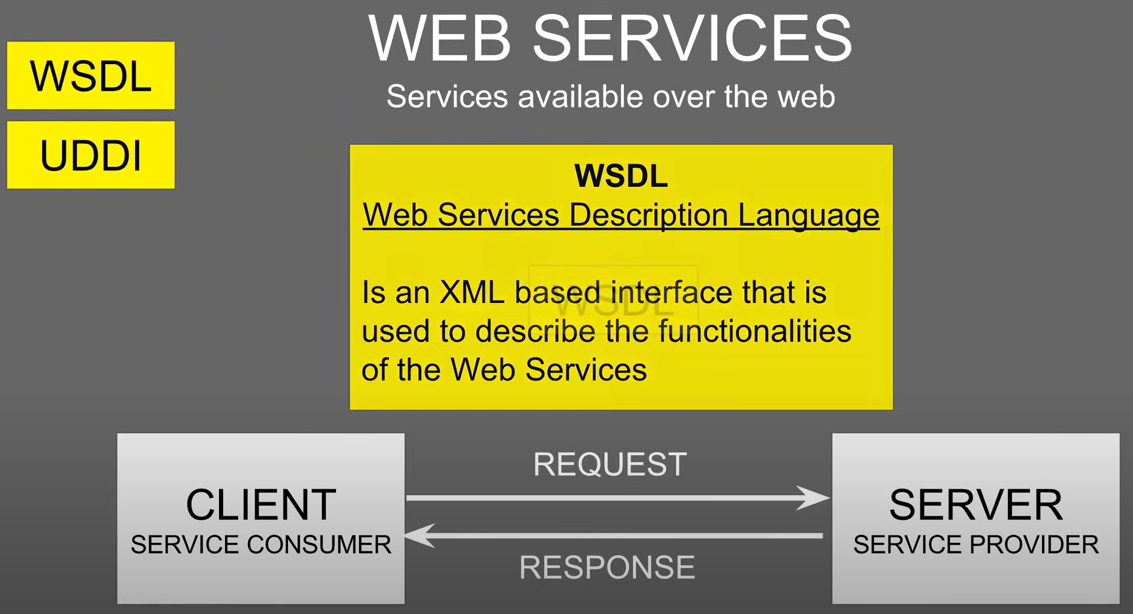 WEB SERVICES
Services available over the web
WSDL
UDDI
WSDL
Web Services Description Language
Is an XML based interface that is
used to describe the functionalities
of the Web Services
WSDL
CLIENT
SERVICE CONSUMER
REQUEST
RESPONSE
SERVER
SERVICE PROVIDER